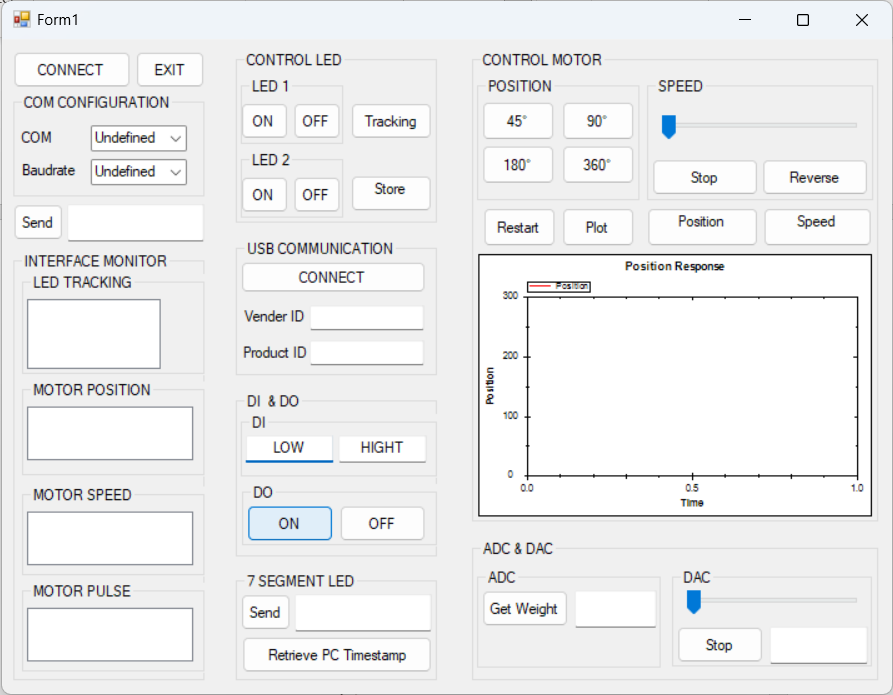 Form1
CONNECT
EXIT
COM CONFIGURATION
COM
Undefined
Baudrate
Undefined
Send
INTERFACE MONITOR
LED TRACKING
MOTOR POSITION
MOTOR SPEED
MOTOR PULSE
CONTROL LED
LED 1
ON
OFF
Tracking
LED 2
ON
OFF
Store
USB COMMUNICATION
CONNECT
Vender ID
Product ID
DI & DO
DI
LOW
HIGHT
DO
ON
OFF
7 SEGMENT LED
Send
Retrieve PC Timestamp
CONTROL MOTOR
POSITION
45°
90°
180°
360°
SPEED
Stop
Reverse
Restart
Plot
Position
Speed
Position Response
Position
300
200
100
0
Position
0.0
0.5
1.0
Time
ADC & DAC
ADC
Get Weight
DAC
Stop